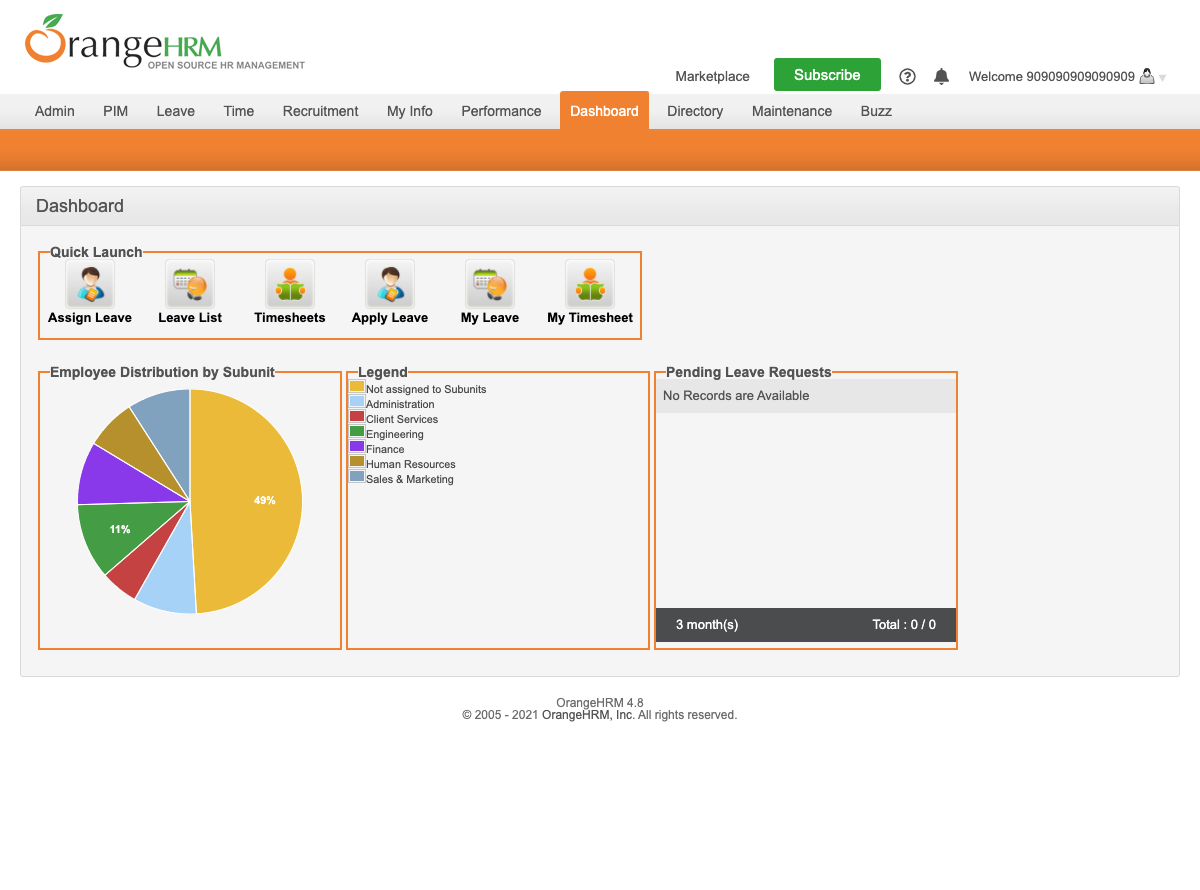 OrangeHRM
OPEN SOURCE HR MANAGEMENT
Marketplace
Subscribe
?
Welcome 909090909090909
Admin PIM Leave Time Recruitment My Info Performance Dashboard Directory Maintenance Buzz
Dashboard
Quick Launch
Assign Leave
Leave List
Timesheets
Apply Leave
My Leave
My Timesheet
Employee Distribution by Subunit
49%
11%
Legend
Not assigned to Subunits
Administration
Client Services
Engineering
Finance
Human Resources
Sales & Marketing
Pending Leave Requests
No Records are Available
3 month(s) Total : 0 / 0
OrangeHRM 4.8
© 2005 - 2021 OrangeHRM, Inc. All rights reserved.